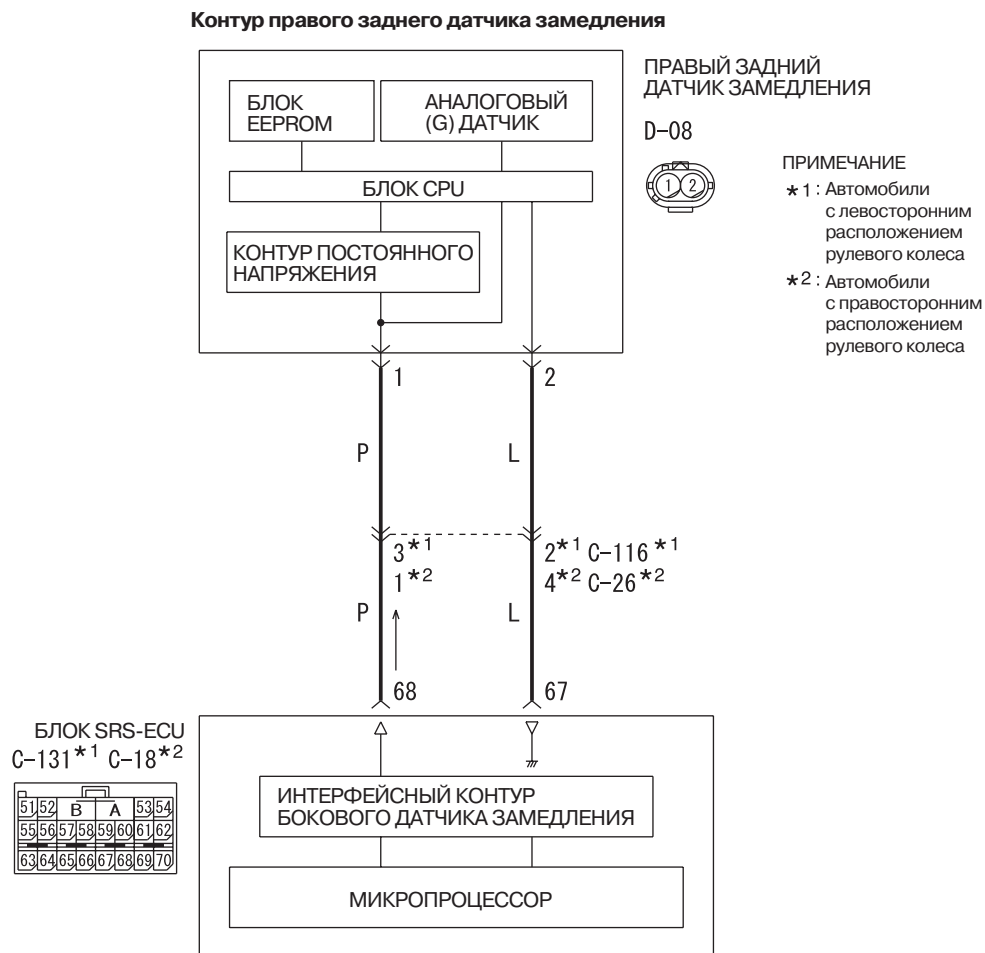 Контур правого заднего датчика замедления
БЛОК
EEPROM
АНАЛОГОВЫЙ
(G) ДАТЧИК
БЛОК CPU
КОНТУР ПОСТОЯННОГО
НАПРЯЖЕНИЯ
ПРАВЫЙ ЗАДНИЙ
ДАТЧИК ЗАМЕДЛЕНИЯ
D-08
1 2
ПРИМЕЧАНИЕ
*1: Автомобили
с левосторонним
расположением
рулевого колеса
*2: Автомобили
с правосторонним
расположением
рулевого колеса
1 2
P L
3*1 2*1 C-116*1
1*2 4*2 C-26*2
P L
68 67
БЛОК SRS-ECU
C-131*1 C-18*2
51 52 B A 53 54
55 56 57 58 59 60 61 62
63 64 65 66 67 68 69 70
ИНТЕРФЕЙСНЫЙ КОНТУР
БОКОВОГО ДАТЧИКА ЗАМЕДЛЕНИЯ
МИКРОПРОЦЕССОР